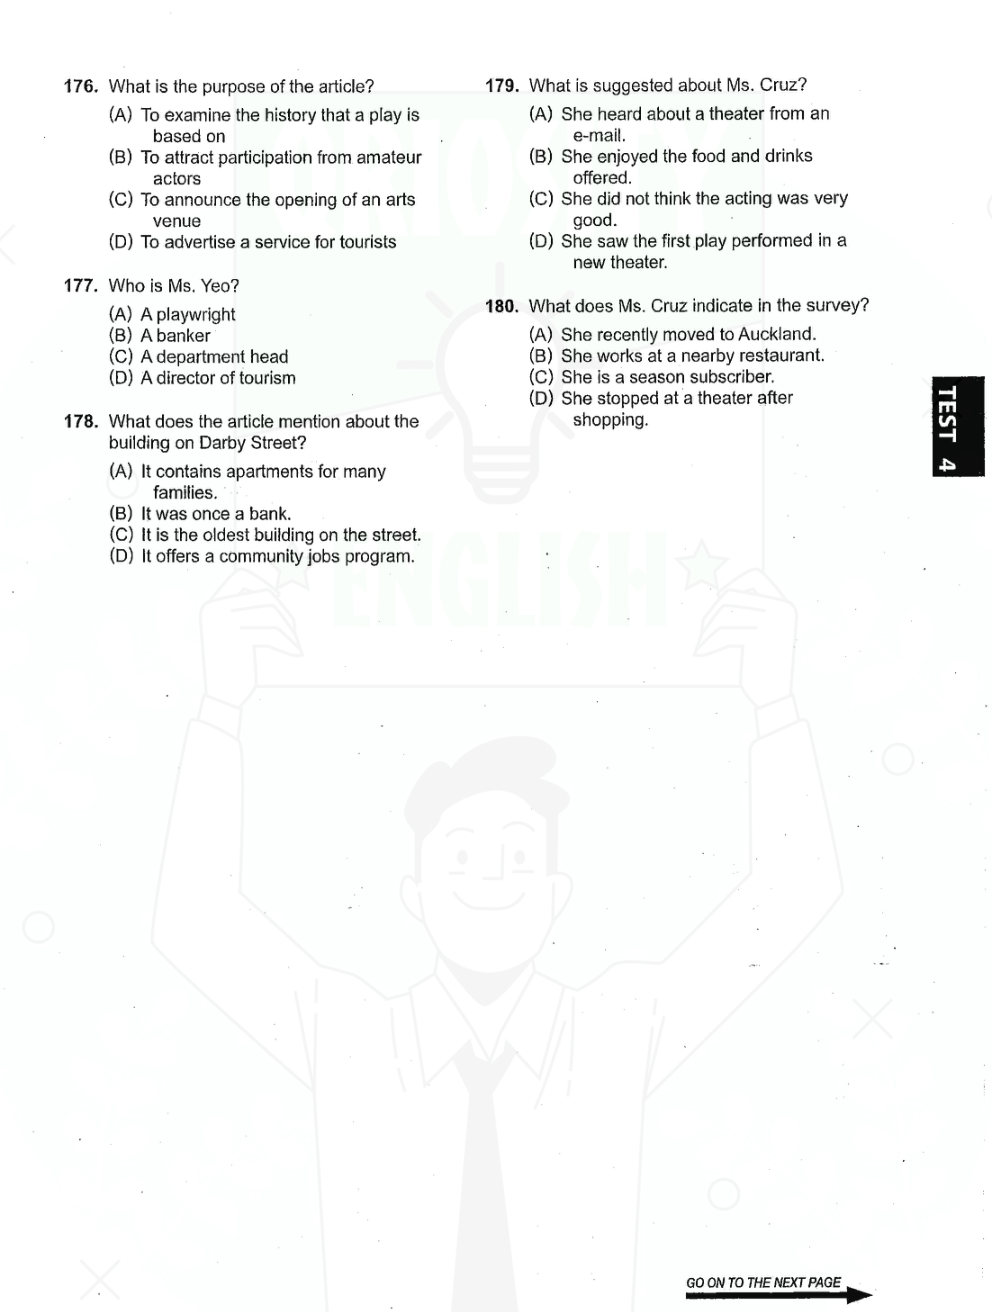 176. What is the purpose of the article?
(A) To examine the history that a play is
based on
(B) To attract participation from amateur
actors
(C) To announce the opening of an arts
venue
(D) To advertise a service for tourists
177. Who is Ms. Yeo?
(A) A playwright
(B) A banker
(C) A department head
(D) A director of tourism
178. What does the article mention about the
building on Darby Street?
(A) It contains apartments for many
families.
(B) It was once a bank.
(C) It is the oldest building on the street.
(D) It offers a community jobs program.
179. What is suggested about Ms. Cruz?
(A) She heard about a theater from an
e-mail.
(B) She enjoyed the food and drinks
offered.
(C) She did not think the acting was very
good.
(D) She saw the first play performed in a
new theater.
180. What does Ms. Cruz indicate in the survey?
(A) She recently moved to Auckland.
(B) She works at a nearby restaurant.
(C) She is a season subscriber.
(D) She stopped at a theater after
shopping.
TEST 4
ENGLISH
GO ON TO THE NEXT PAGE